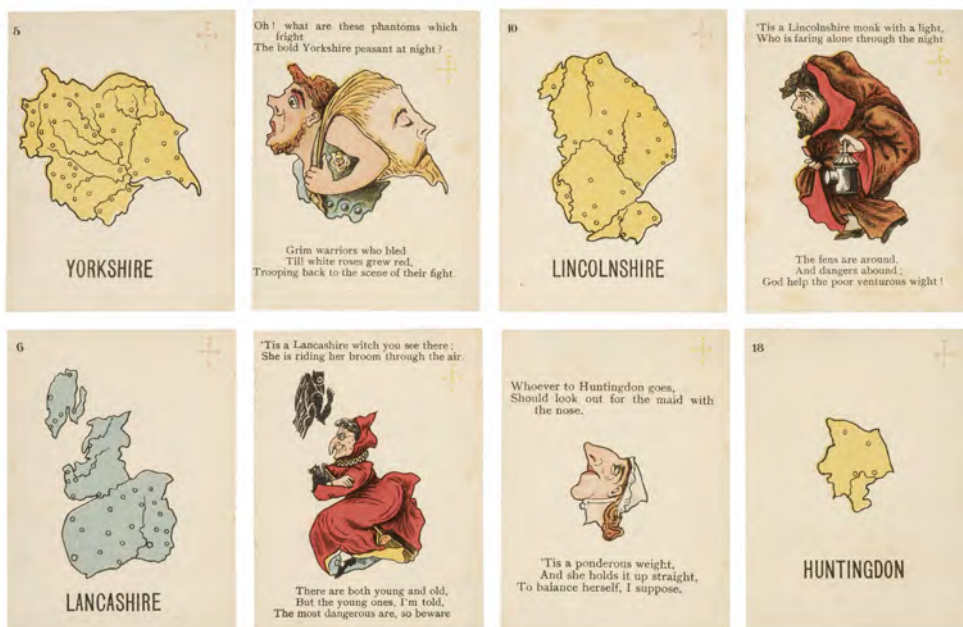 5
YORKSHIRE
Oh! what are these phantoms which
fright
The bold Yorkshire peasant at night?
Grim warriors who bled
Till white roses grew red,
Trooping back to the scene of their fight.
10
LINCOLNSHIRE
'Tis a Lincolnshire monk with a light,
Who is faring alone through the night
The fens are around,
And dangers abound;
God help the poor venturous wight!
6
LANCASHIRE
'Tis a Lancashire witch you see there;
She is riding her broom through the air.
There are both young and old,
But the young ones, I'm told,
The most dangerous are, so beware
Whoever to Huntingdon goes,
Should look out for the maid with
the nose.
'Tis a ponderous weight,
And she holds it up straight,
To balance herself, I suppose.
18
HUNTINGDON